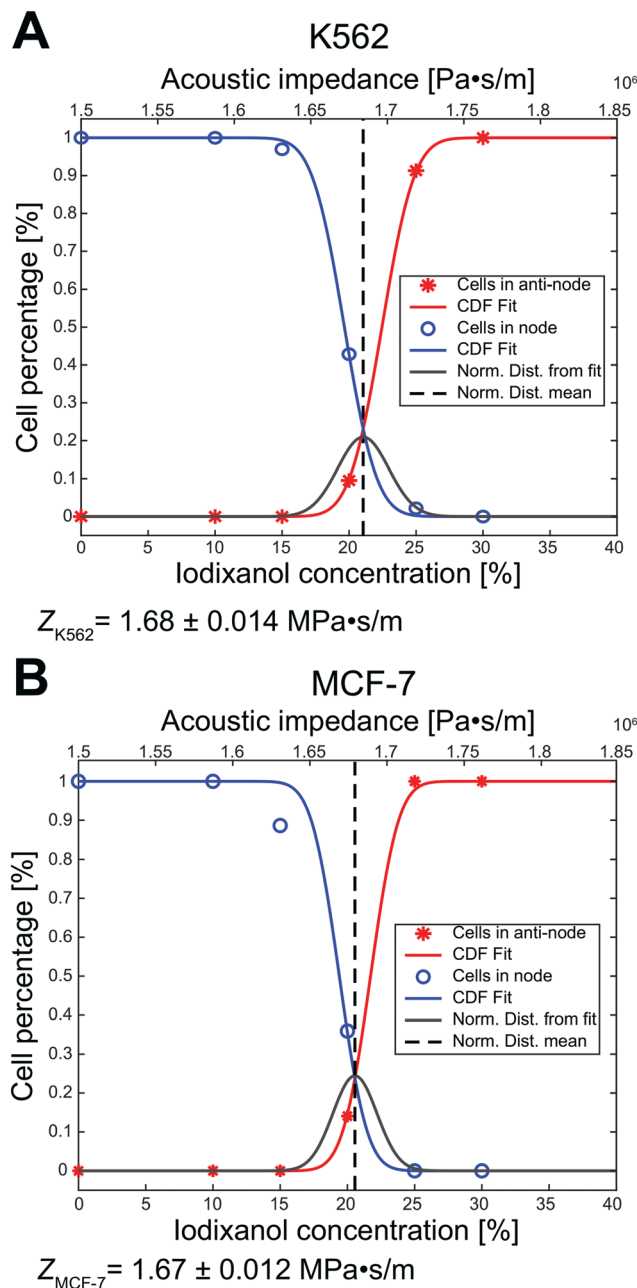 A
K562
Acoustic impedance [Pa•s/m]
10⁶
1.5 1.55 1.6 1.65 1.7 1.75 1.8 1.85
1
0.9
0.8
0.7
0.6
0.5
0.4
0.3
0.2
0.1
0
Cell percentage [%]
Cells in anti-node
CDF Fit
Cells in node
CDF Fit
Norm. Dist. from fit
Norm. Dist. mean
0 5 10 15 20 25 30 35 40
Iodixanol concentration [%]
Z_K562= 1.68 ± 0.014 MPa•s/m
B
MCF-7
Acoustic impedance [Pa•s/m]
10⁶
1.5 1.55 1.6 1.65 1.7 1.75 1.8 1.85
1
0.9
0.8
0.7
0.6
0.5
0.4
0.3
0.2
0.1
0
Cell percentage [%]
Cells in anti-node
CDF Fit
Cells in node
CDF Fit
Norm. Dist. from fit
Norm. Dist. mean
0 5 10 15 20 25 30 35 40
Iodixanol concentration [%]
Z_MCF-7= 1.67 ± 0.012 MPa•s/m